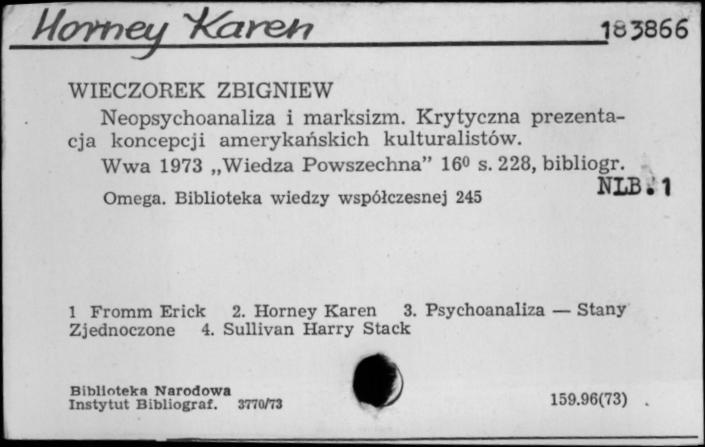 Horney Karen
183866
WIECZOREK ZBIGNIEW
Neopsychoanaliza i marksizm. Krytyczna prezenta-
cja koncepcji amerykańskich kulturalistów.
Wwa 1973 „Wiedza Powszechna” 16⁰ s. 228, bibliogr.
NLB.1
Omega. Biblioteka wiedzy współczesnej 245
1 Fromm Erick 2. Horney Karen 3. Psychoanaliza — Stany
Zjednoczone 4. Sullivan Harry Stack
Biblioteka Narodowa
Instytut Bibliograf. 3770/73
159.96(73) .